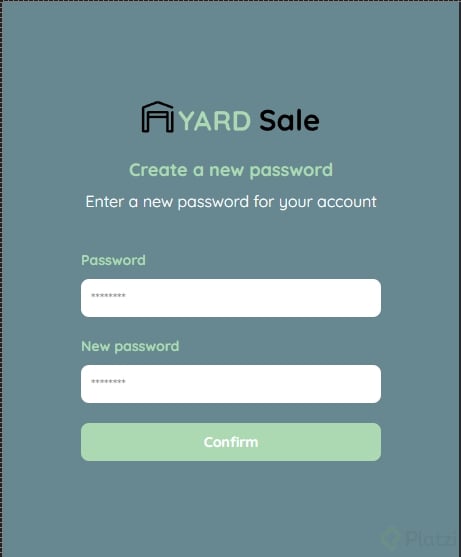 YARD Sale
Create a new password
Enter a new password for your account
Password
********
New password
********
Confirm
Platzi